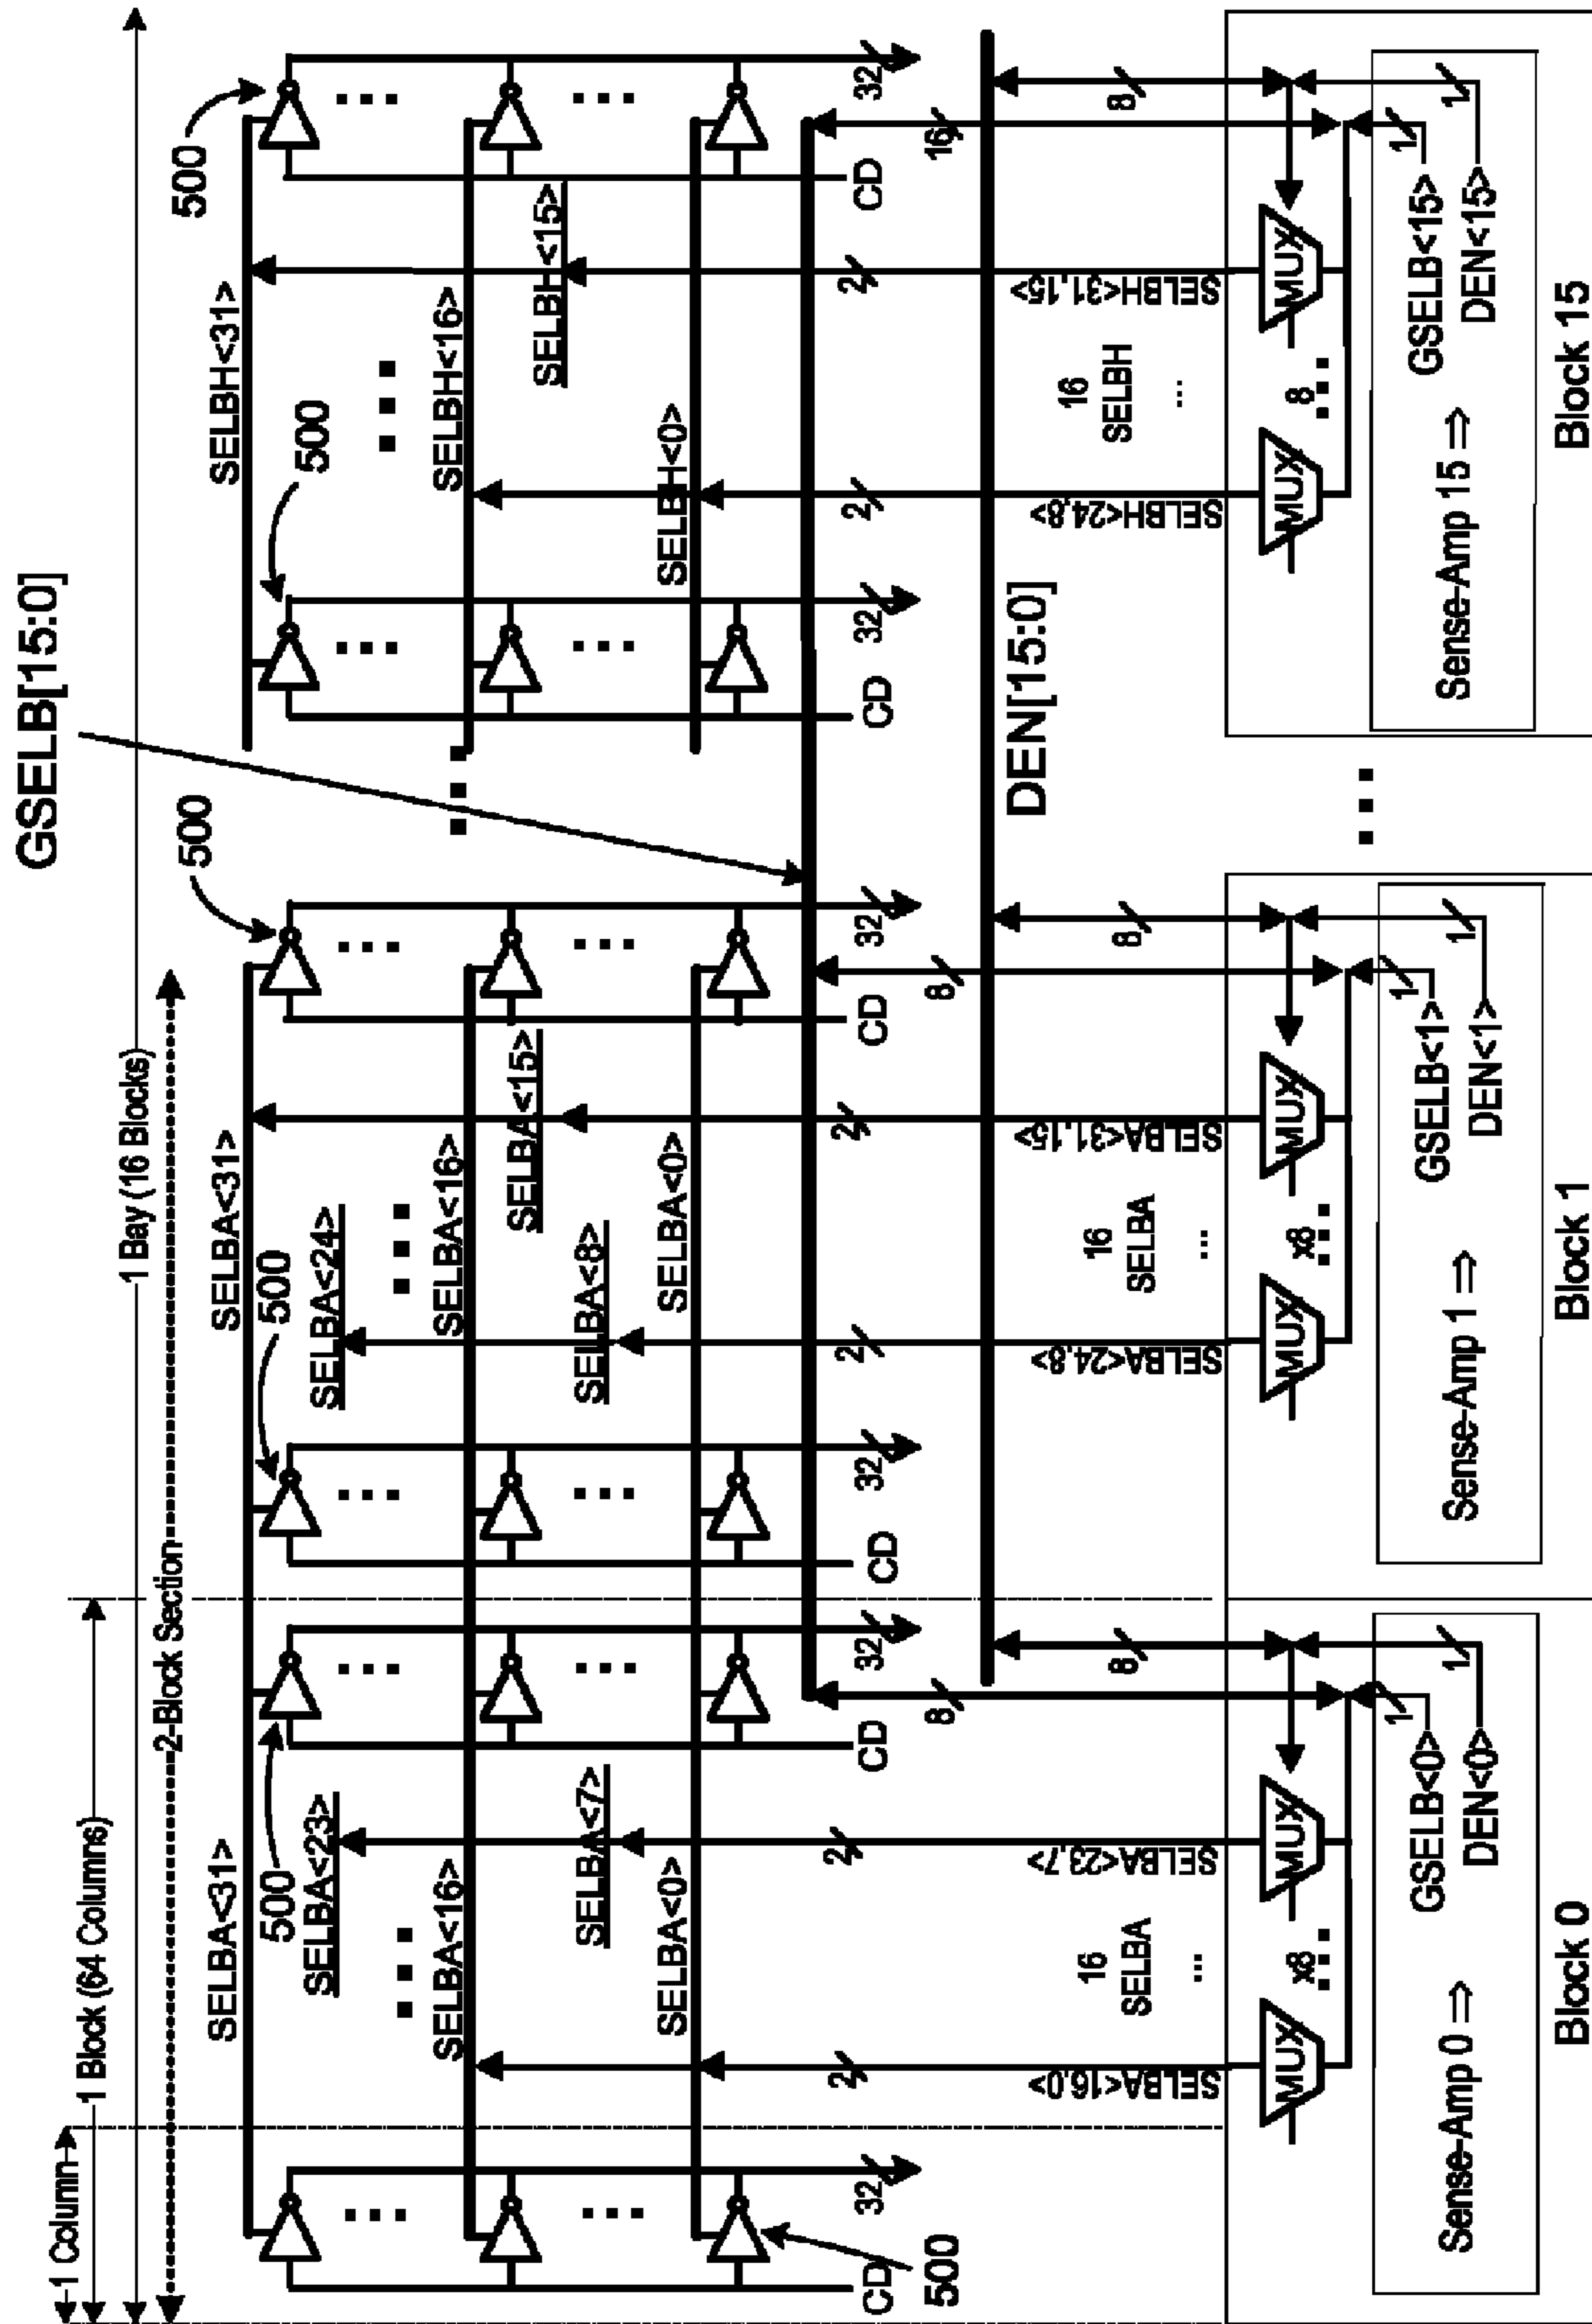 GSELB[15:0]
1 Column
1 Block (64 Columns)
2-Block Section
1 Bay (16 Blocks)
500
500
500
500
500
500
SELBA<31>
SELBA<31>
SELBH<31>
SELBA<23>
SELBA<24>
SELBA<16>
SELBA<16>
SELBH<16>
SELBA<7>
SELBA<8>
SELBA<15>
SELBH<15>
SELBA<0>
SELBA<0>
SELBH<0>
CD
32
CD
32
CD
32
CD
32
CD
32
CD
32
500
2
2
8
8
2
2
8
8
2
2
16
8
DEN[15:0]
SELBA<16,0>
16
SELBA
...
SELBA<23,7>
SELBA<24,8>
16
SELBA
...
SELBA<31,15>
SELBH<24,8>
16
SELBH
...
SELBH<31,15>
MUX
x8
MUX
MUX
x8
MUX
MUX
8
MUX
1
1
1
1
1
1
Sense-Amp 0 ⇒
GSELB<0>
DEN<0>
Sense-Amp 1 ⇒
GSELB<1>
DEN<1>
Sense-Amp 15 ⇒
GSELB<15>
DEN<15>
Block 0
Block 1
Block 15